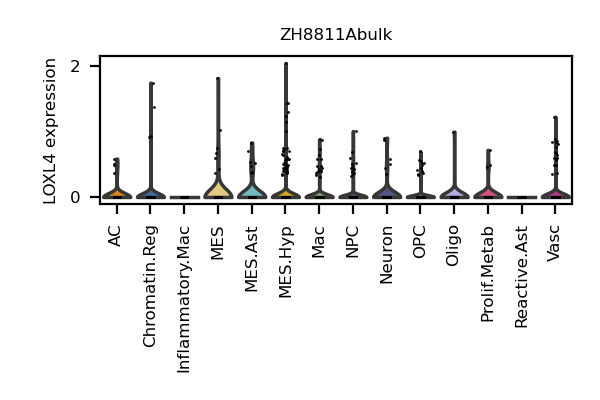 ZH8811Abulk
LOXL4 expression
2
0
AC
Chromatin.Reg
Inflammatory.Mac
MES
MES.Ast
MES.Hyp
Mac
NPC
Neuron
OPC
Oligo
Prolif.Metab
Reactive.Ast
Vasc